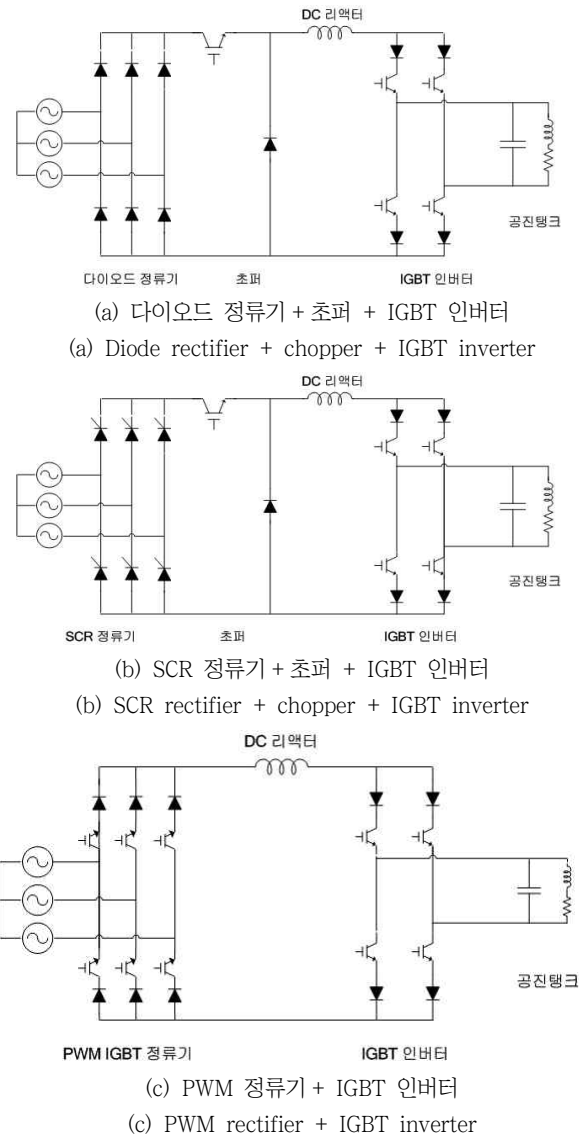 DC 리액터
공진탱크
다이오드 정류기 초퍼 IGBT 인버터
(a) 다이오드 정류기 + 초퍼 + IGBT 인버터
(a) Diode rectifier + chopper + IGBT inverter
DC 리액터
공진탱크
SCR 정류기 초퍼 IGBT 인버터
(b) SCR 정류기 + 초퍼 + IGBT 인버터
(b) SCR rectifier + chopper + IGBT inverter
DC 리액터
공진탱크
PWM IGBT 정류기 IGBT 인버터
(c) PWM 정류기 + IGBT 인버터
(c) PWM rectifier + IGBT inverter